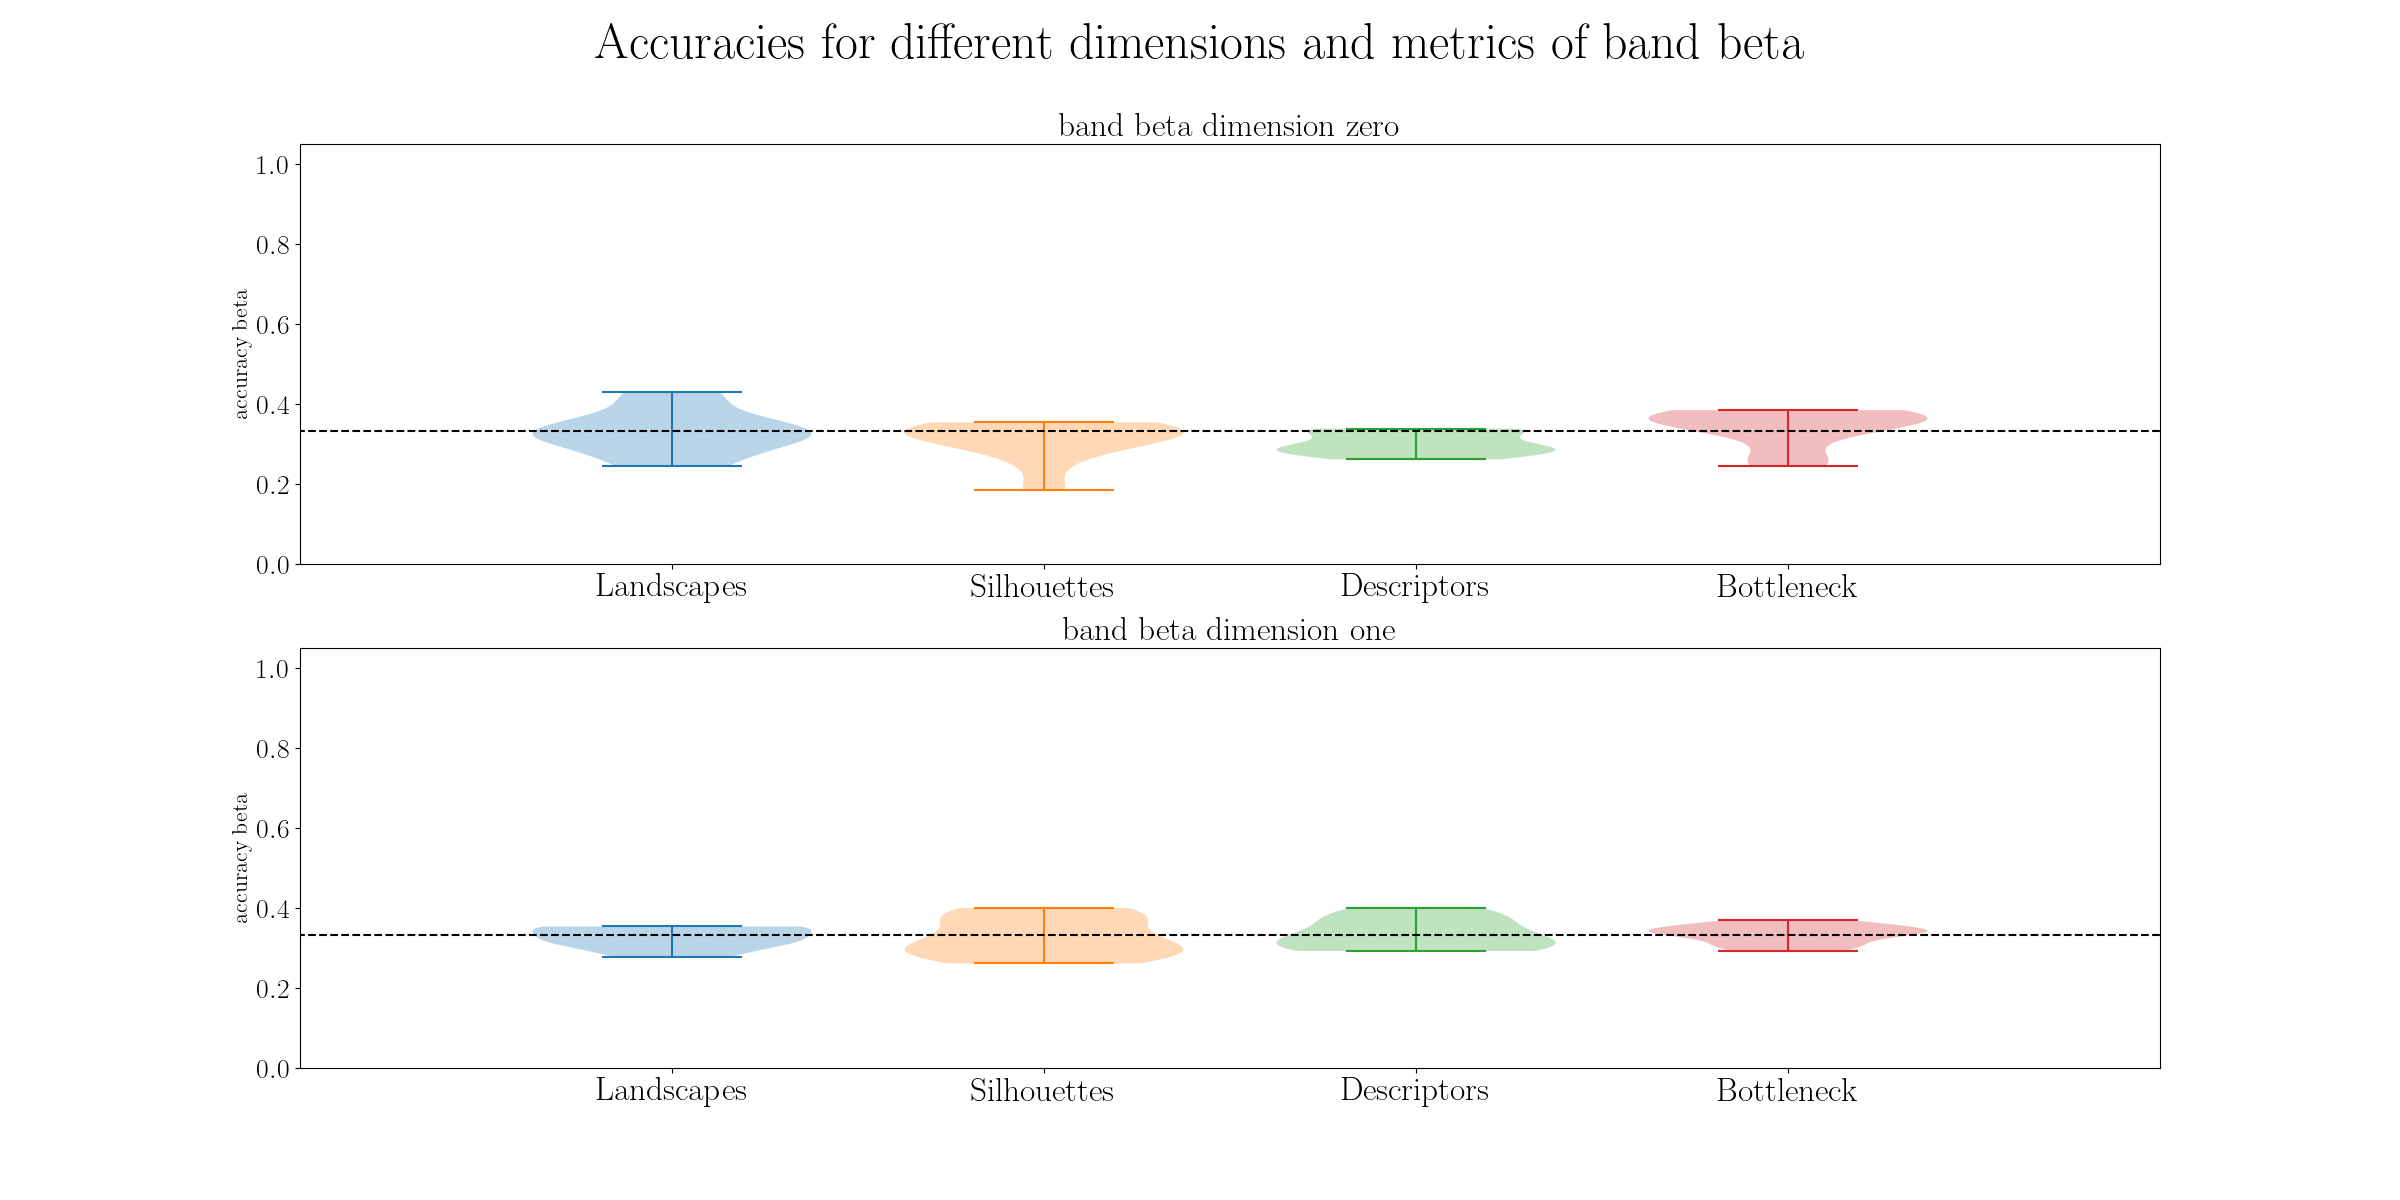 Accuracies for different dimensions and metrics of band beta
band beta dimension zero
1.0
0.8
0.6
0.4
0.2
0.0
accuracy beta
Landscapes Silhouettes Descriptors Bottleneck
band beta dimension one
1.0
0.8
0.6
0.4
0.2
0.0
accuracy beta
Landscapes Silhouettes Descriptors Bottleneck